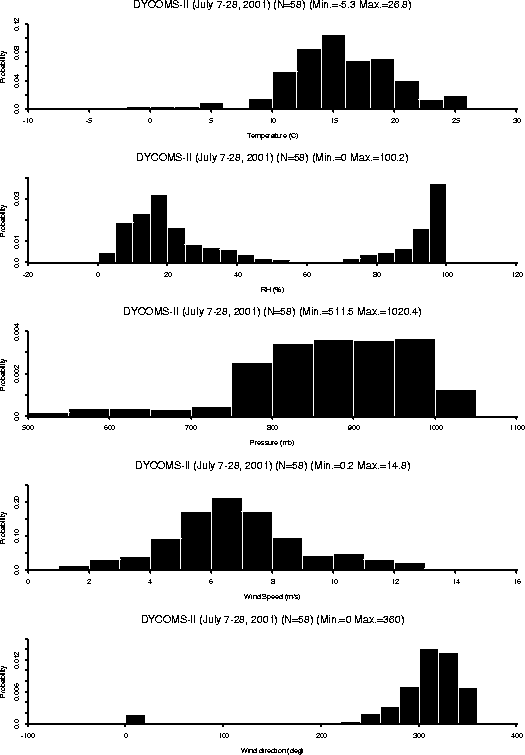 DYCOMS-II (July 7-28, 2001) (N=58) (Min.=-5.3 Max.=26.8)
Probability
0.0 0.04 0.08 0.12
-10 -5 0 5 10 15 20 25 30
Temperature (C)
DYCOMS-II (July 7-28, 2001) (N=58) (Min.=0 Max.=100.2)
Probability
0.0 0.01 0.03
-20 0 20 40 60 80 100 120
RH (%)
DYCOMS-II (July 7-28, 2001) (N=58) (Min.=511.5 Max.=1020.4)
Probability
0.0 0.002 0.004
500 600 700 800 900 1000 1100
Pressure (mb)
DYCOMS-II (July 7-28, 2001) (N=58) (Min.=0.2 Max.=14.8)
Probability
0.0 0.10 0.20
0 2 4 6 8 10 12 14 16
Wind Speed (m/s)
DYCOMS-II (July 7-28, 2001) (N=58) (Min.=0 Max.=360)
Probability
0.0 0.006 0.012
-100 0 100 200 300 400
Wind direction (deg)